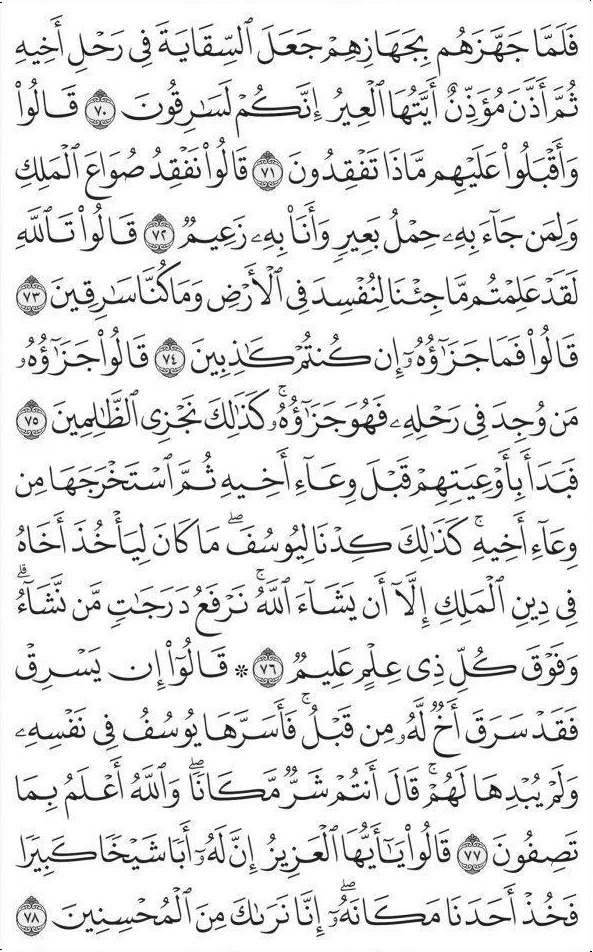 فَلَمَّا جَهَّزَهُم بِجَهَازِهِمْ جَعَلَ ٱلسِّقَايَةَ فِى رَحْلِ أَخِيهِ
ثُمَّ أَذَّنَ مُؤَذِّنٌ أَيَّتُهَا ٱلْعِيرُ إِنَّكُمْ لَسَٰرِقُونَ ٧٠ قَالُوا۟
وَأَقْبَلُوا۟ عَلَيْهِم مَّاذَا تَفْقِدُونَ ٧١ قَالُوا۟ نَفْقِدُ صُوَاعَ ٱلْمَلِكِ
وَلِمَن جَآءَ بِهِۦ حِمْلُ بَعِيرٍ وَأَنَا۠ بِهِۦ زَعِيمٌ ٧٢ قَالُوا۟ تَٱللَّهِ
لَقَدْ عَلِمْتُم مَّا جِئْنَا لِنُفْسِدَ فِى ٱلْأَرْضِ وَمَا كُنَّا سَٰرِقِينَ ٧٣
قَالُوا۟ فَمَا جَزَٰٓؤُهُۥٓ إِن كُنتُمْ كَٰذِبِينَ ٧٤ قَالُوا۟ جَزَٰٓؤُهُۥ
مَن وُجِدَ فِى رَحْلِهِۦ فَهُوَ جَزَٰٓؤُهُۥ ۚ كَذَٰلِكَ نَجْزِى ٱلظَّٰلِمِينَ ٧٥
فَبَدَأَ بِأَوْعِيَتِهِمْ قَبْلَ وِعَآءِ أَخِيهِ ثُمَّ ٱسْتَخْرَجَهَا مِن
وِعَآءِ أَخِيهِ ۚ كَذَٰلِكَ كِدْنَا لِيُوسُفَ ۖ مَا كَانَ لِيَأْخُذَ أَخَاهُ
فِى دِينِ ٱلْمَلِكِ إِلَّآ أَن يَشَآءَ ٱللَّهُ ۚ نَرْفَعُ دَرَجَٰتٍ مَّن نَّشَآءُ ۗ
وَفَوْقَ كُلِّ ذِى عِلْمٍ عَلِيمٌ ٧٦ ۞ قَالُوٓا۟ إِن يَسْرِقْ
فَقَدْ سَرَقَ أَخٌ لَّهُۥ مِن قَبْلُ ۚ فَأَسَرَّهَا يُوسُفُ فِى نَفْسِهِۦ
وَلَمْ يُبْدِهَا لَهُمْ ۚ قَالَ أَنتُمْ شَرٌّ مَّكَانًا ۖ وَٱللَّهُ أَعْلَمُ بِمَا
تَصِفُونَ ٧٧ قَالُوا۟ يَٰٓأَيُّهَا ٱلْعَزِيزُ إِنَّ لَهُۥٓ أَبًا شَيْخًا كَبِيرًا
فَخُذْ أَحَدَنَا مَكَانَهُۥٓ ۖ إِنَّا نَرَىٰكَ مِنَ ٱلْمُحْسِنِينَ ٧٨